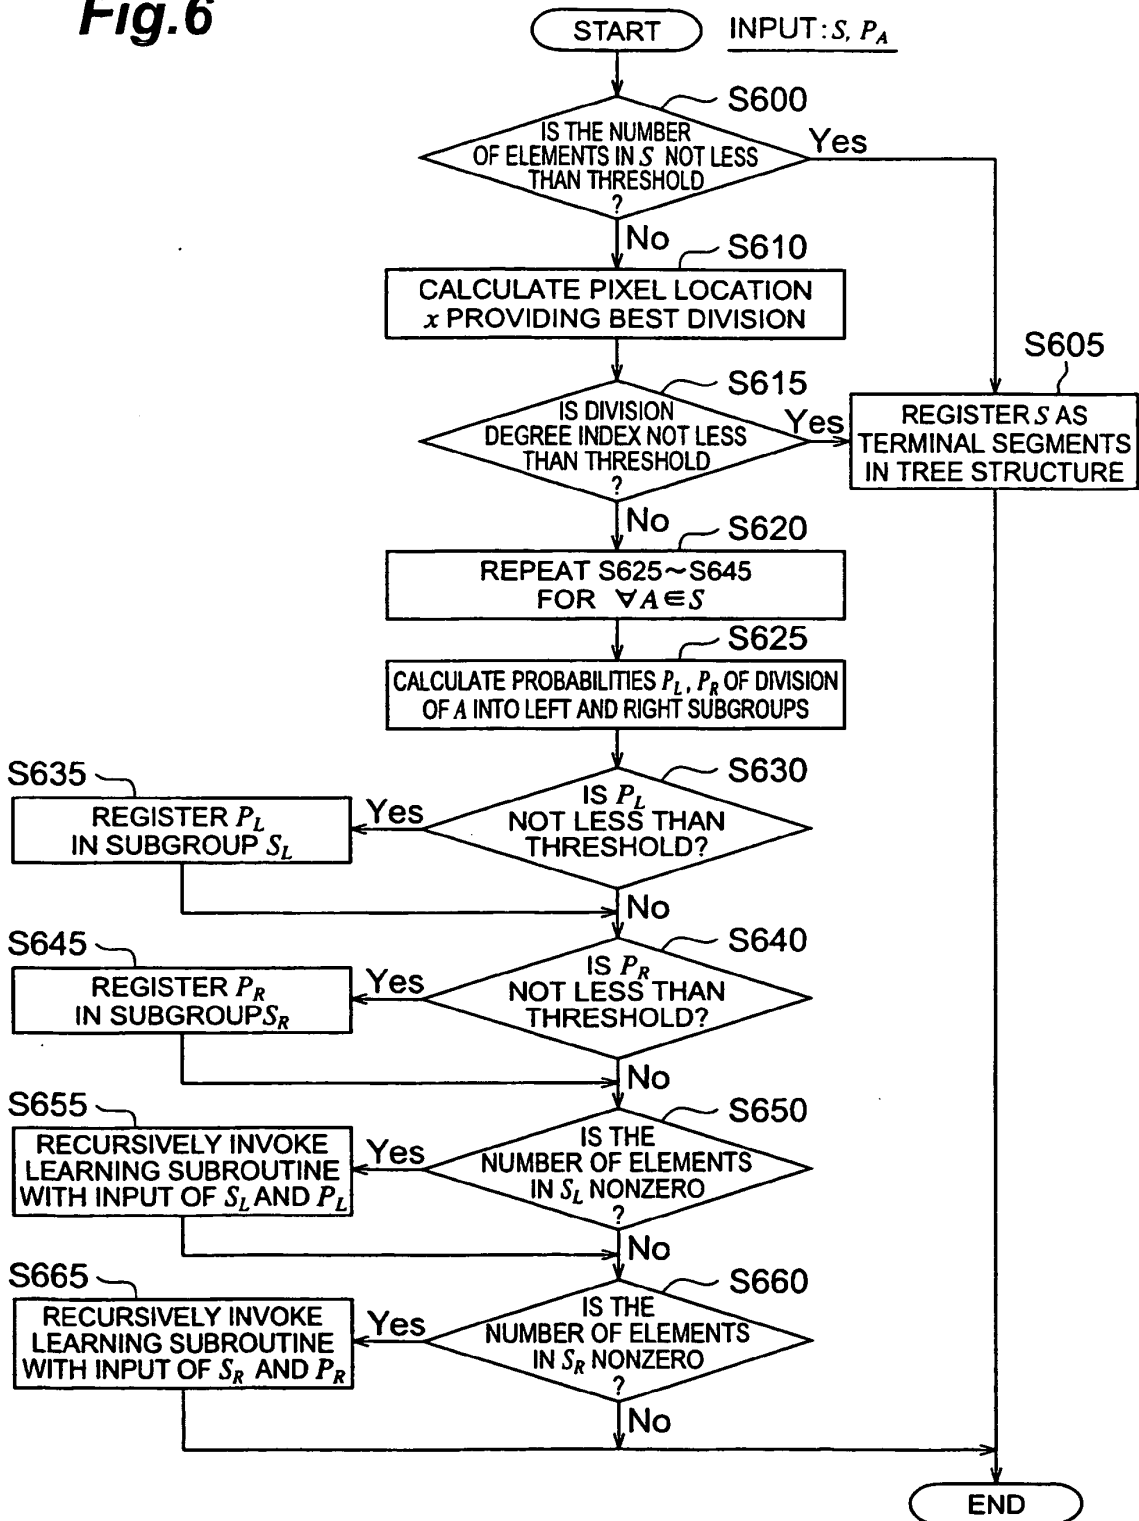 Fig.6
START
INPUT:S, P_A
S600
IS THE NUMBER
OF ELEMENTS IN S NOT LESS
THAN THRESHOLD
?
Yes
No
S610
CALCULATE PIXEL LOCATION
x PROVIDING BEST DIVISION
S605
REGISTER S AS
TERMINAL SEGMENTS
IN TREE STRUCTURE
S615
IS DIVISION
DEGREE INDEX NOT LESS
THAN THRESHOLD
?
Yes
No
S620
REPEAT S625~S645
FOR ∀A∈S
S625
CALCULATE PROBABILITIES P_L, P_R OF DIVISION
OF A INTO LEFT AND RIGHT SUBGROUPS
S630
IS P_L
NOT LESS THAN
THRESHOLD?
Yes
S635
REGISTER P_L
IN SUBGROUP S_L
No
S640
IS P_R
NOT LESS THAN
THRESHOLD?
Yes
S645
REGISTER P_R
IN SUBGROUPS_R
No
S650
IS THE
NUMBER OF ELEMENTS
IN S_L NONZERO
?
Yes
S655
RECURSIVELY INVOKE
LEARNING SUBROUTINE
WITH INPUT OF S_L AND P_L
No
S660
IS THE
NUMBER OF ELEMENTS
IN S_R NONZERO
?
Yes
S665
RECURSIVELY INVOKE
LEARNING SUBROUTINE
WITH INPUT OF S_R AND P_R
No
END